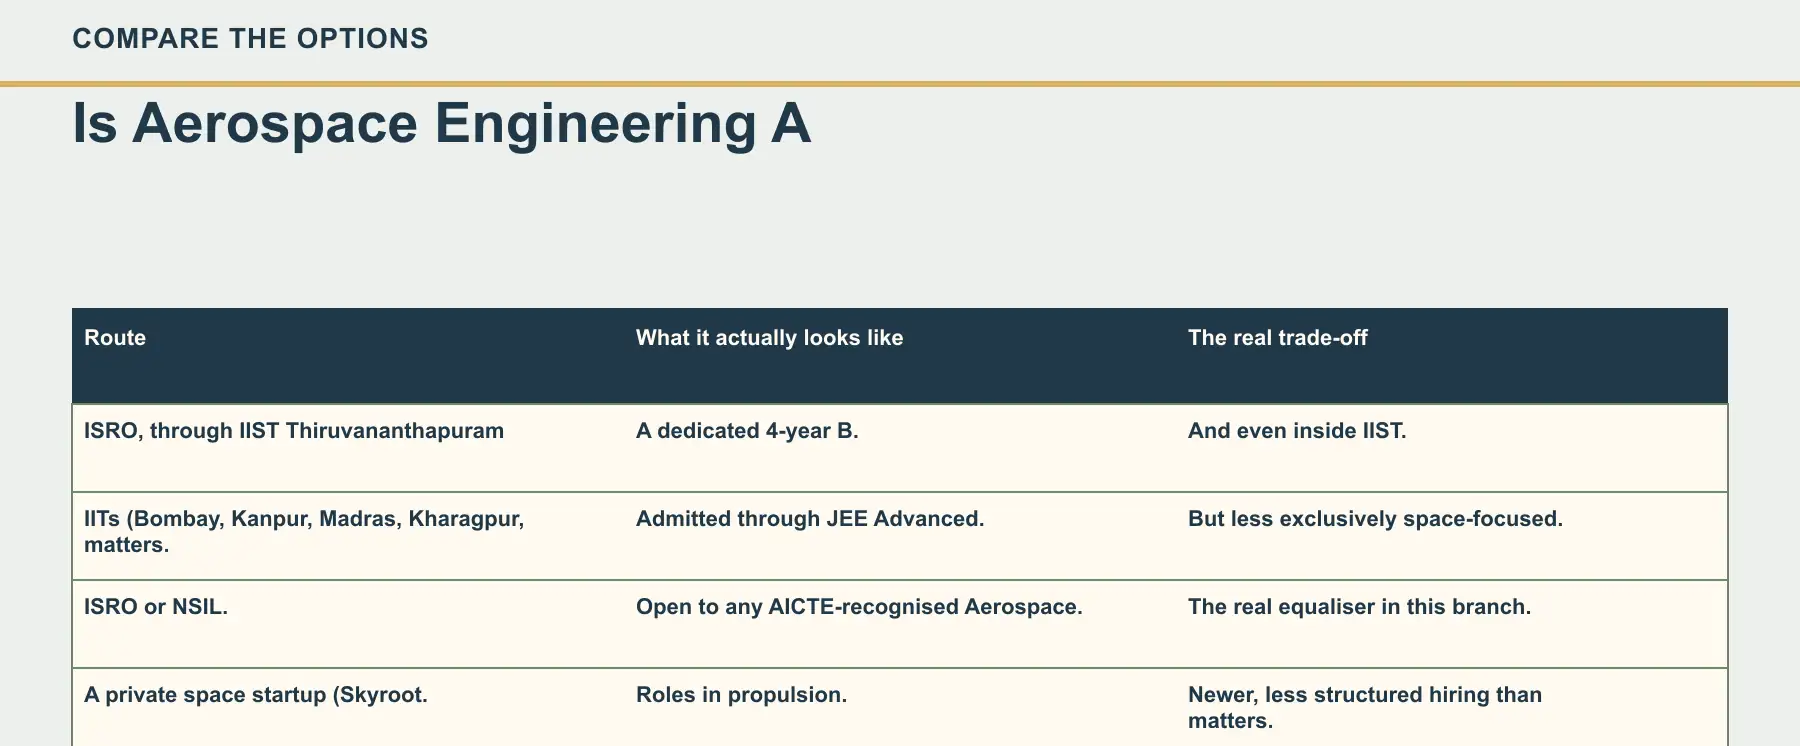 COMPARE THE OPTIONS
Is Aerospace Engineering A
Route
What it actually looks like
The real trade-off
ISRO, through IIST Thiruvananthapuram
A dedicated 4-year B.
And even inside IIST.
IITs (Bombay, Kanpur, Madras, Kharagpur,
matters.
Admitted through JEE Advanced.
But less exclusively space-focused.
ISRO or NSIL.
Open to any AICTE-recognised Aerospace.
The real equaliser in this branch.
A private space startup (Skyroot.
Roles in propulsion.
Newer, less structured hiring than
matters.